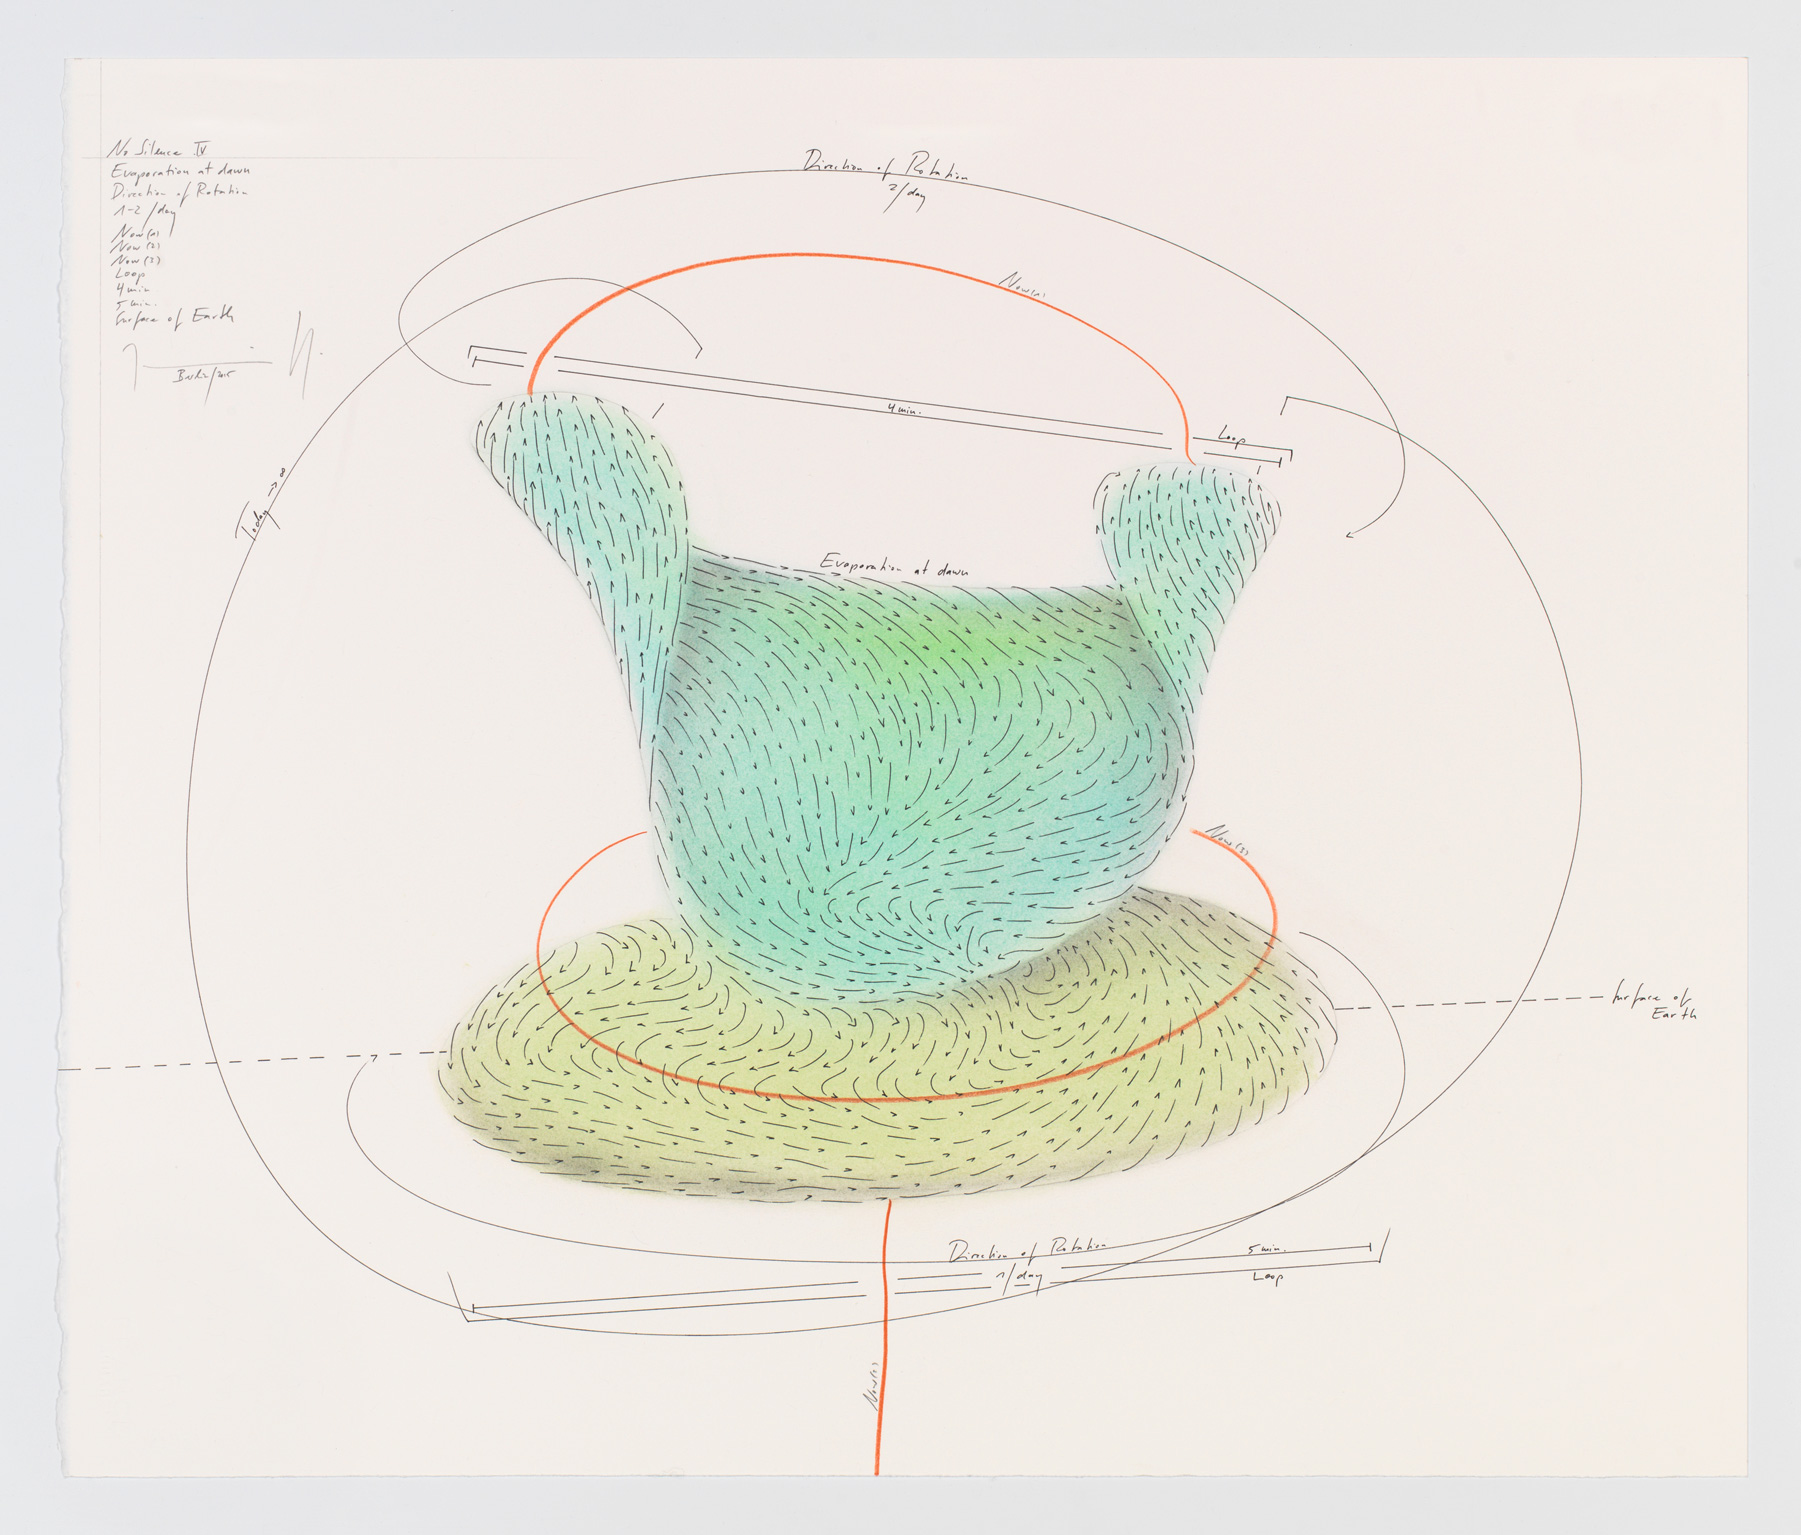 No Silence IV
Evaporation at dawn
Direction of Rotation
1-2 /day
Now (1)
Now (2)
Now (3)
Loop
4 min
5 min.
Surface of Earth
Berlin/2015
Direction of Rotation
2/day
Now (1)
4 min.
Loop
Today → ∞
Evaporation at dawn
Now (3)
Surface of
Earth
Direction of Rotation
1/day
5 min.
Loop
Now